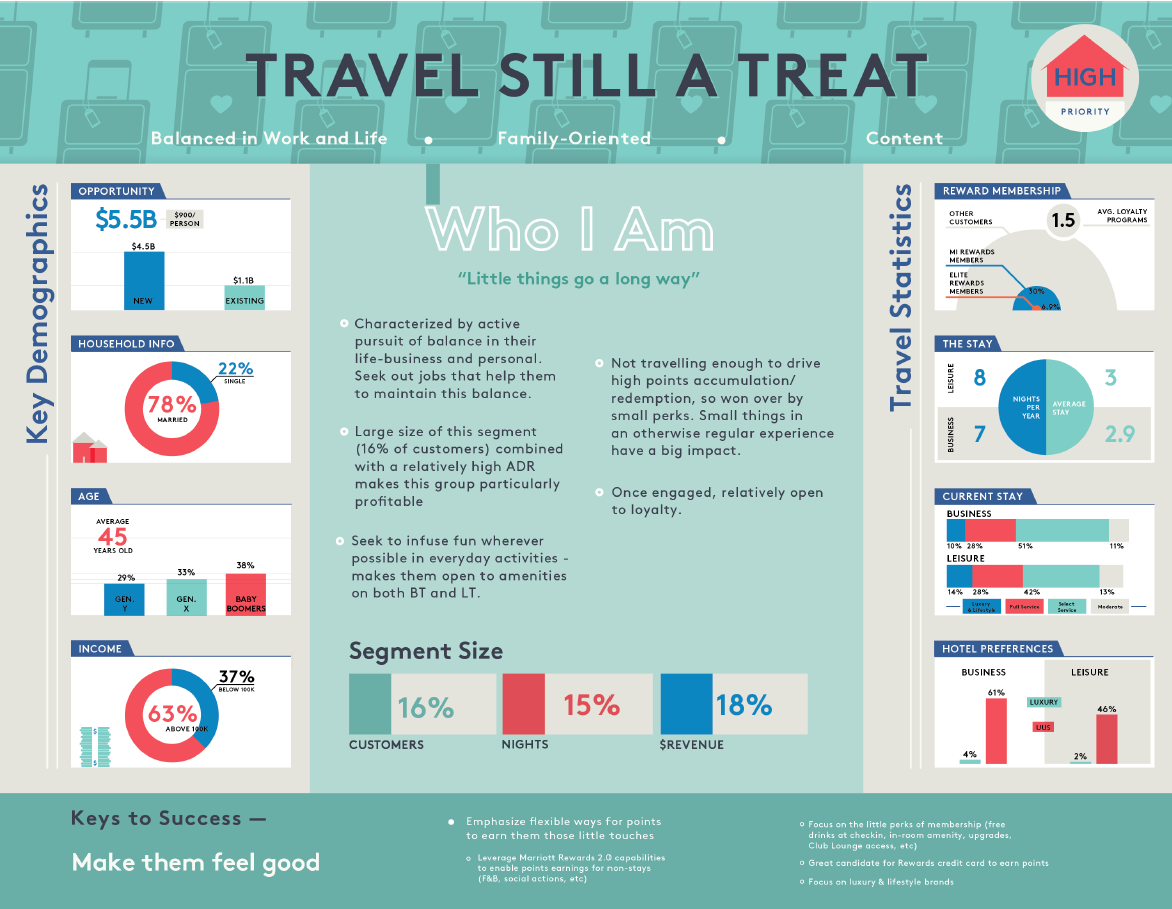 TRAVEL STILL A TREAT
HIGH
PRIORITY
Balanced in Work and Life
Family-Oriented
Content
Key Demographics
OPPORTUNITY
$5.5B
$900/
PERSON
$4.5B
$1.1B
NEW
EXISTING
HOUSEHOLD INFO
22%
SINGLE
78%
MARRIED
AGE
AVERAGE
45
YEARS OLD
29%
33%
38%
GEN.
Y
GEN.
X
BABY
BOOMERS
INCOME
37%
BELOW 100K
63%
ABOVE 100K
Who I Am
“Little things go a long way”
Characterized by active
pursuit of balance in their
life-business and personal.
Seek out jobs that help them
to maintain this balance.
Large size of this segment
(16% of customers) combined
with a relatively high ADR
makes this group particularly
profitable
Seek to infuse fun wherever
possible in everyday activities -
makes them open to amenities
on both BT and LT.
Not travelling enough to drive
high points accumulation/
redemption, so won over by
small perks. Small things in
an otherwise regular experience
have a big impact.
Once engaged, relatively open
to loyalty.
Segment Size
16%
15%
18%
CUSTOMERS
NIGHTS
$REVENUE
Travel Statistics
REWARD MEMBERSHIP
OTHER
CUSTOMERS
1.5
AVG. LOYALTY
PROGRAMS
MI REWARDS
MEMBERS
ELITE
REWARDS
MEMBERS
30%
6.9%
THE STAY
LEISURE
8
3
NIGHTS
PER
YEAR
AVERAGE
STAY
BUSINESS
7
2.9
CURRENT STAY
BUSINESS
10% 28% 51% 11%
LEISURE
14% 28% 42% 13%
Luxury
& Lifestyle
Full Service
Select
Service
Moderate
HOTEL PREFERENCES
BUSINESS
LEISURE
61%
LUXURY
46%
UUS
4%
2%
Keys to Success —
Make them feel good
Emphasize flexible ways for points
to earn them those little touches
Leverage Marriott Rewards 2.0 capabilities
to enable points earnings for non-stays
(F&B, social actions, etc)
Focus on the little perks of membership (free
drinks at checkin, in-room amenity, upgrades,
Club Lounge access, etc)
Great candidate for Rewards credit card to earn points
Focus on luxury & lifestyle brands